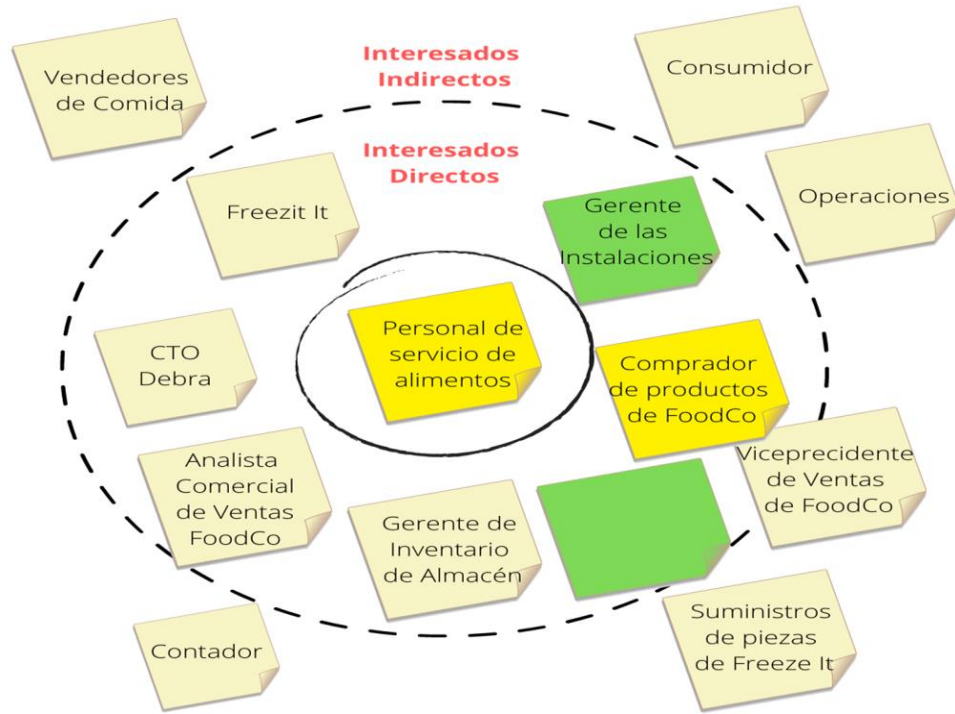 Interesados
Indirectos
Vendedores
de Comida
Consumidor
Interesados
Directos
Freezit It
Gerente
de las
Instalaciones
Operaciones
Personal de
servicio de
alimentos
CTO
Debra
Comprador
de productos
de FoodCo
Analista
Comercial
de Ventas
FoodCo
Gerente de
Inventario
de Almacén
Viceprecidente
de Ventas
de FoodCo
Contador
Suministros
de piezas
de Freeze It